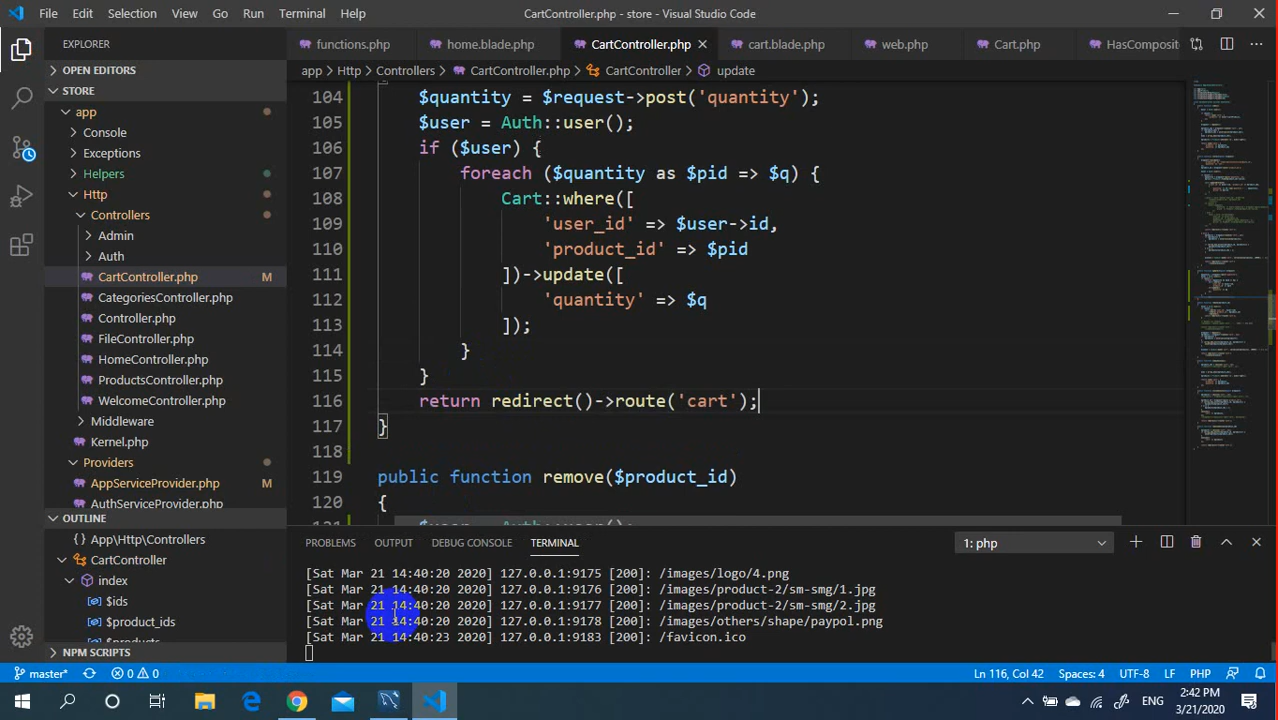 File Edit Selection View Go Run Terminal Help CartController.php - store - Visual Studio Code
EXPLORER
functions.php home.blade.php CartController.php cart.blade.php web.php Cart.php HasComposit
OPEN EDITORS
app > Http > Controllers > CartController.php > CartController > update
STORE
app
Console
Exceptions
Helpers
Http
Controllers
Admin
Auth
CartController.php M
CategoriesController.php
Controller.php
FileController.php
HomeController.php
ProductsController.php
WelcomeController.php
Middleware
Kernel.php
Providers
AppServiceProvider.php M
AuthServiceProvider.php
OUTLINE
App\Http\Controllers
CartController
index
$ids
$product_ids
$products
NPM SCRIPTS
104 $quantity = $request->post('quantity');
105 $user = Auth::user();
106 if ($user) {
107 foreach ($quantity as $pid => $q) {
108 Cart::where([
109 'user_id' => $user->id,
110 'product_id' => $pid
111 ])->update([
112 'quantity' => $q
113 ]);
114 }
115 }
116 return redirect()->route('cart');
117 }
118
119 public function remove($product_id)
120 {
121 $user = Auth::user();
PROBLEMS OUTPUT DEBUG CONSOLE TERMINAL 1: php
[Sat Mar 21 14:40:20 2020] 127.0.0.1:9175 [200]: /images/logo/4.png
[Sat Mar 21 14:40:20 2020] 127.0.0.1:9176 [200]: /images/product-2/sm-smg/1.jpg
[Sat Mar 21 14:40:20 2020] 127.0.0.1:9177 [200]: /images/product-2/sm-smg/2.jpg
[Sat Mar 21 14:40:20 2020] 127.0.0.1:9178 [200]: /images/others/shape/paypol.png
[Sat Mar 21 14:40:23 2020] 127.0.0.1:9183 [200]: /favicon.ico
master* 0 0 Ln 116, Col 42 Spaces: 4 UTF-8 LF PHP
ENG 2:42 PM
3/21/2020